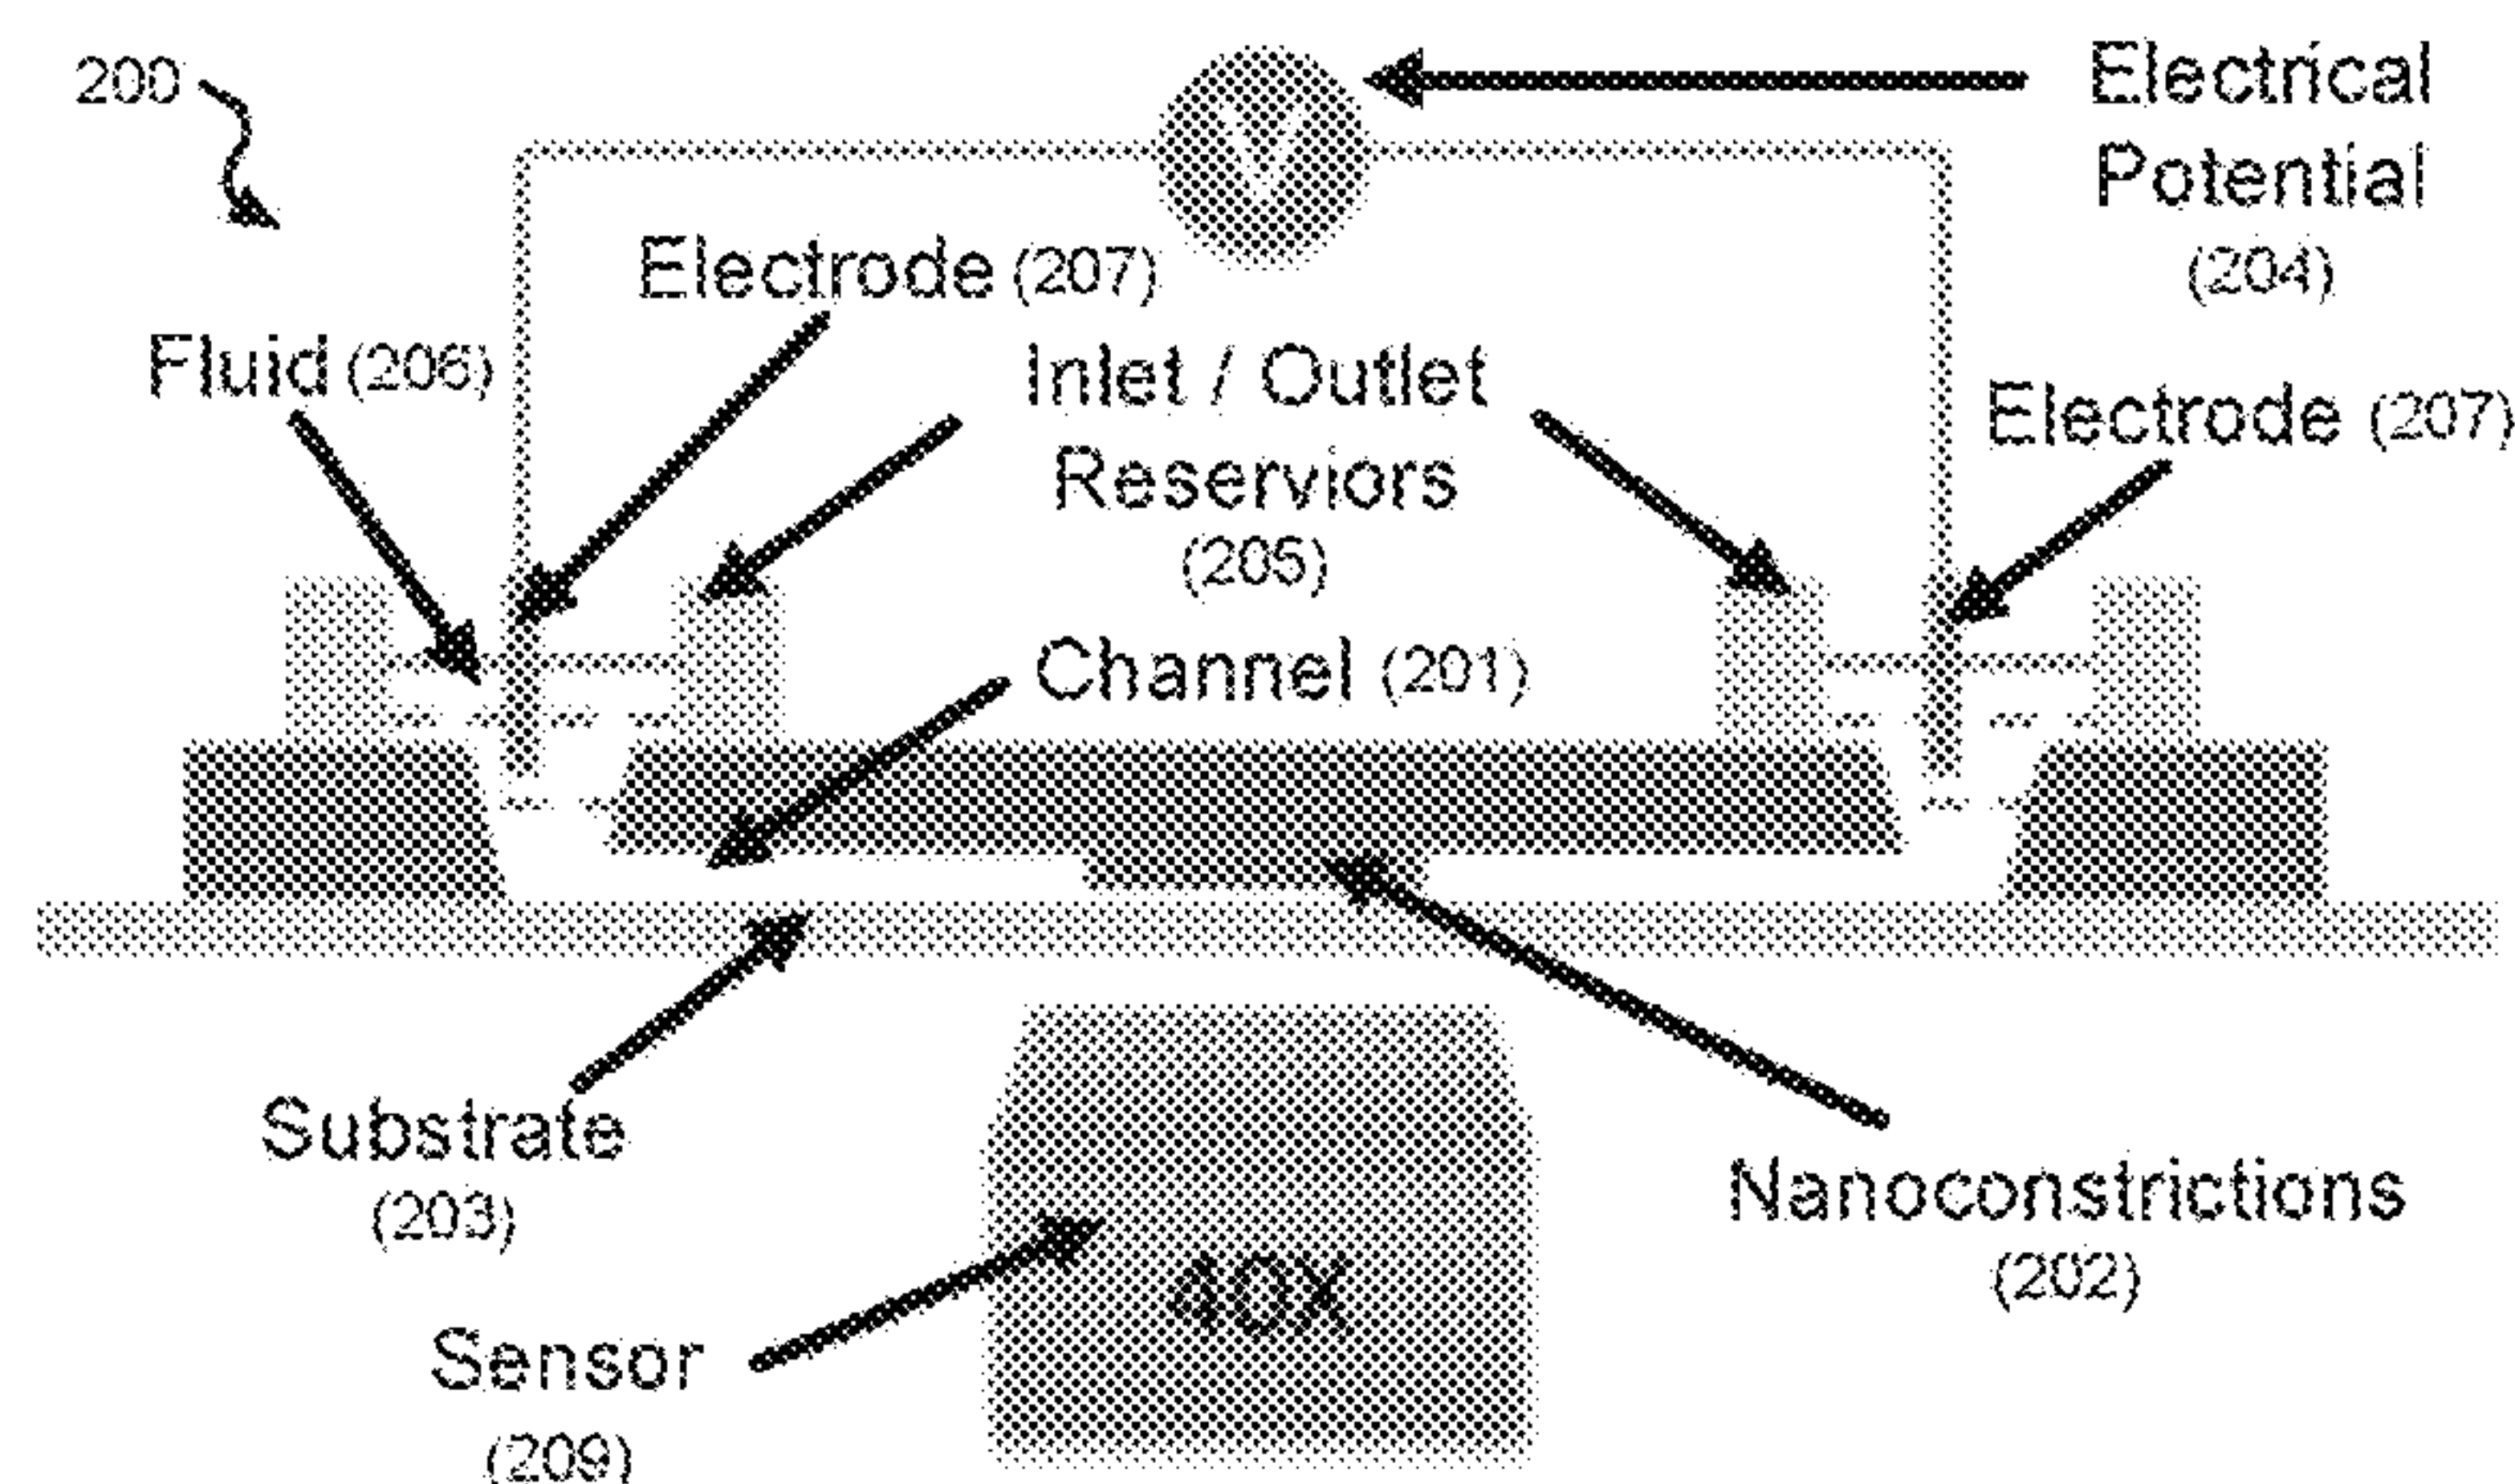 200
V
Electrical
Potential
(204)
Electrode (207)
Fluid (206)
Inlet / Outlet
Reserviors
(205)
Electrode (207)
Channel (201)
Substrate
(203)
Nanoconstrictions
(202)
40x
Sensor
(209)